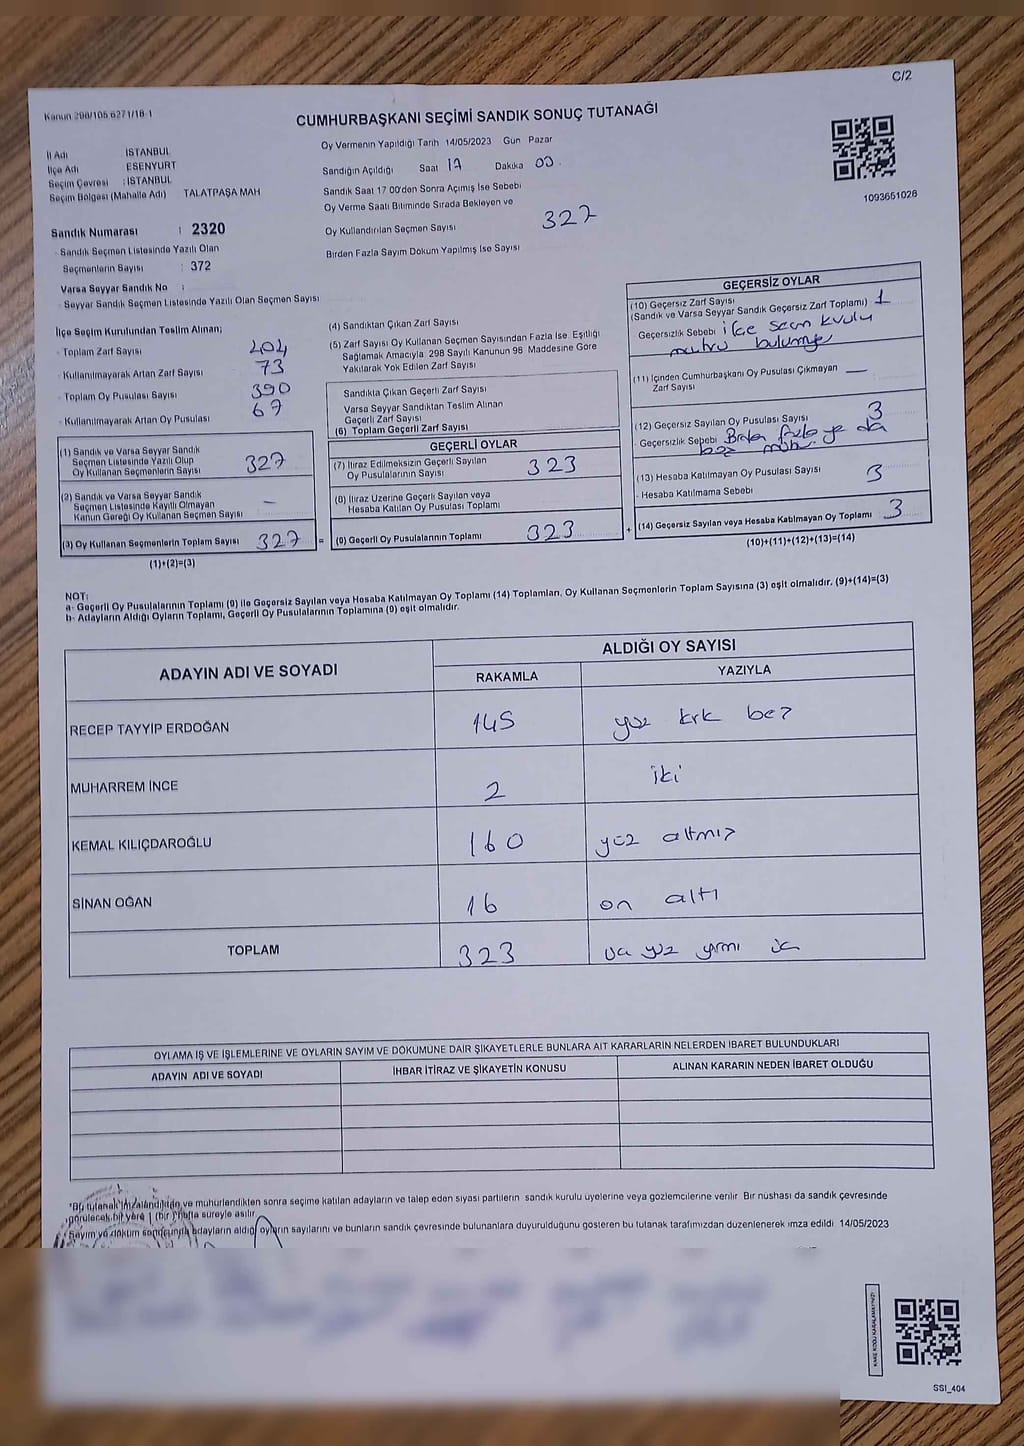 C/2
Kanun 298/105 6271/18-1
CUMHURBAŞKANI SEÇİMİ SANDIK SONUÇ TUTANAĞI
İl Adı İSTANBUL
İlçe Adı ESENYURT
Seçim Çevresi : İSTANBUL
Seçim Bölgesi (Mahalle Adı) TALATPAŞA MAH
Sandık Numarası : 2320
- Sandık Seçmen Listesinde Yazılı Olan
Seçmenlerin Sayısı : 372
Varsa Seyyar Sandık No :
- Seyyar Sandık Seçmen Listesinde Yazılı Olan Seçmen Sayısı
Oy Vermenin Yapıldığı Tarih 14/05/2023 Gün Pazar
Sandığın Açıldığı Saat 17 Dakika 00
Sandık Saat 17 00'den Sonra Açımış İse Sebebi
Oy Verme Saati Bitiminde Sırada Bekleyen ve
Oy Kullandırılan Seçmen Sayısı 327
Birden Fazla Sayım Döküm Yapılmış İse Sayısı
1093651028
İlçe Seçim Kurulundan Teslim Alınan;
- Toplam Zarf Sayısı 404
- Kullanılmayarak Artan Zarf Sayısı 73
- Toplam Oy Pusulası Sayısı 390
- Kullanılmayarak Artan Oy Pusulası 67
(1) Sandık ve Varsa Seyyar Sandık
Seçmen Listesinde Yazılı Olup
Oy Kullanan Seçmenlerin Sayısı 327
(2) Sandık ve Varsa Seyyar Sandık
Seçmen Listesinde Kayıtlı Olmayan
Kanun Gereği Oy Kullanan Seçmen Sayısı –
(3) Oy Kullanan Seçmenlerin Toplam Sayısı 327 =
(1)+(2)=(3)
(4) Sandıktan Çıkan Zarf Sayısı
(5) Zarf Sayısı Oy Kullanan Seçmen Sayısından Fazla İse, Eşitliği
Sağlamak Amacıyla 298 Sayılı Kanunun 98 Maddesine Göre
Yakılarak Yok Edilen Zarf Sayısı
Sandıkta Çıkan Geçerli Zarf Sayısı
Varsa Seyyar Sandıktan Teslim Alınan
Geçerli Zarf Sayısı
(6) Toplam Geçerli Zarf Sayısı
GEÇERLİ OYLAR
(7) İtiraz Edilmeksizin Geçerli Sayılan
Oy Pusulalarının Sayısı 323
(8) İtiraz Üzerine Geçerli Sayılan veya
Hesaba Katılan Oy Pusulası Toplamı
(9) Geçerli Oy Pusulalarının Toplamı 323 +
GEÇERSİZ OYLAR
(10) Geçersiz Zarf Sayısı
(Sandık ve Varsa Seyyar Sandık Geçersiz Zarf Toplamı) 1
Geçersizlik Sebebi ilçe seçim kurulu
mührü
(11) İçinden Cumhurbaşkanı Oy Pusulası Çıkmayan —
Zarf Sayısı
(12) Geçersiz Sayılan Oy Pusulası Sayısı 3
- Geçersizlik Sebebi Birden fazla ya da
(13) Hesaba Katılmayan Oy Pusulası Sayısı 3
- Hesaba Katılmama Sebebi
(14) Geçersiz Sayılan veya Hesaba Katılmayan Oy Toplamı 3
(10)+(11)+(12)+(13)=(14)
NOT:
a- Geçerli Oy Pusulalarının Toplamı (9) ile Geçersiz Sayılan veya Hesaba Katılmayan Oy Toplamı (14) Toplamları, Oy Kullanan Seçmenlerin Toplam Sayısına (3) eşit olmalıdır. (9)+(14)=(3)
b- Adayların Aldığı Oyların Toplamı, Geçerli Oy Pusulalarının Toplamına (9) eşit olmalıdır.
ADAYIN ADI VE SOYADI ALDIĞI OY SAYISI
RAKAMLA YAZIYLA
RECEP TAYYİP ERDOĞAN 145 yüz kırk beş
MUHARREM İNCE 2 iki
KEMAL KILIÇDAROĞLU 160 yüz altmış
SİNAN OĞAN 16 on altı
TOPLAM 323 üç yüz yirmi üç
OYLAMA İŞ VE İŞLEMLERİNE VE OYLARIN SAYIM VE DÖKÜMÜNE DAİR ŞİKAYETLERLE BUNLARA AİT KARARLARIN NELERDEN İBARET BULUNDUKLARI
ADAYIN ADI VE SOYADI İHBAR İTİRAZ VE ŞİKAYETİN KONUSU ALINAN KARARIN NEDEN İBARET OLDUĞU
*Bu tutanak imzalandıktan ve mühürlendikten sonra seçime katılan adayların ve talep eden siyasi partilerin sandık kurulu üyelerine veya gözlemcilerine verilir Bir nüshası da sandık çevresinde
görülecek bir yere 1 (bir) hafta süreyle asılır.
Sayım ve döküm sonucunda adayların aldığı oyların sayılarını ve bunların sandık çevresinde bulunanlara duyurulduğunu gösteren bu tutanak tarafımızdan düzenlenerek imza edildi 14/05/2023
KARE KODU KARALAMAYINIZ!
SSI_404